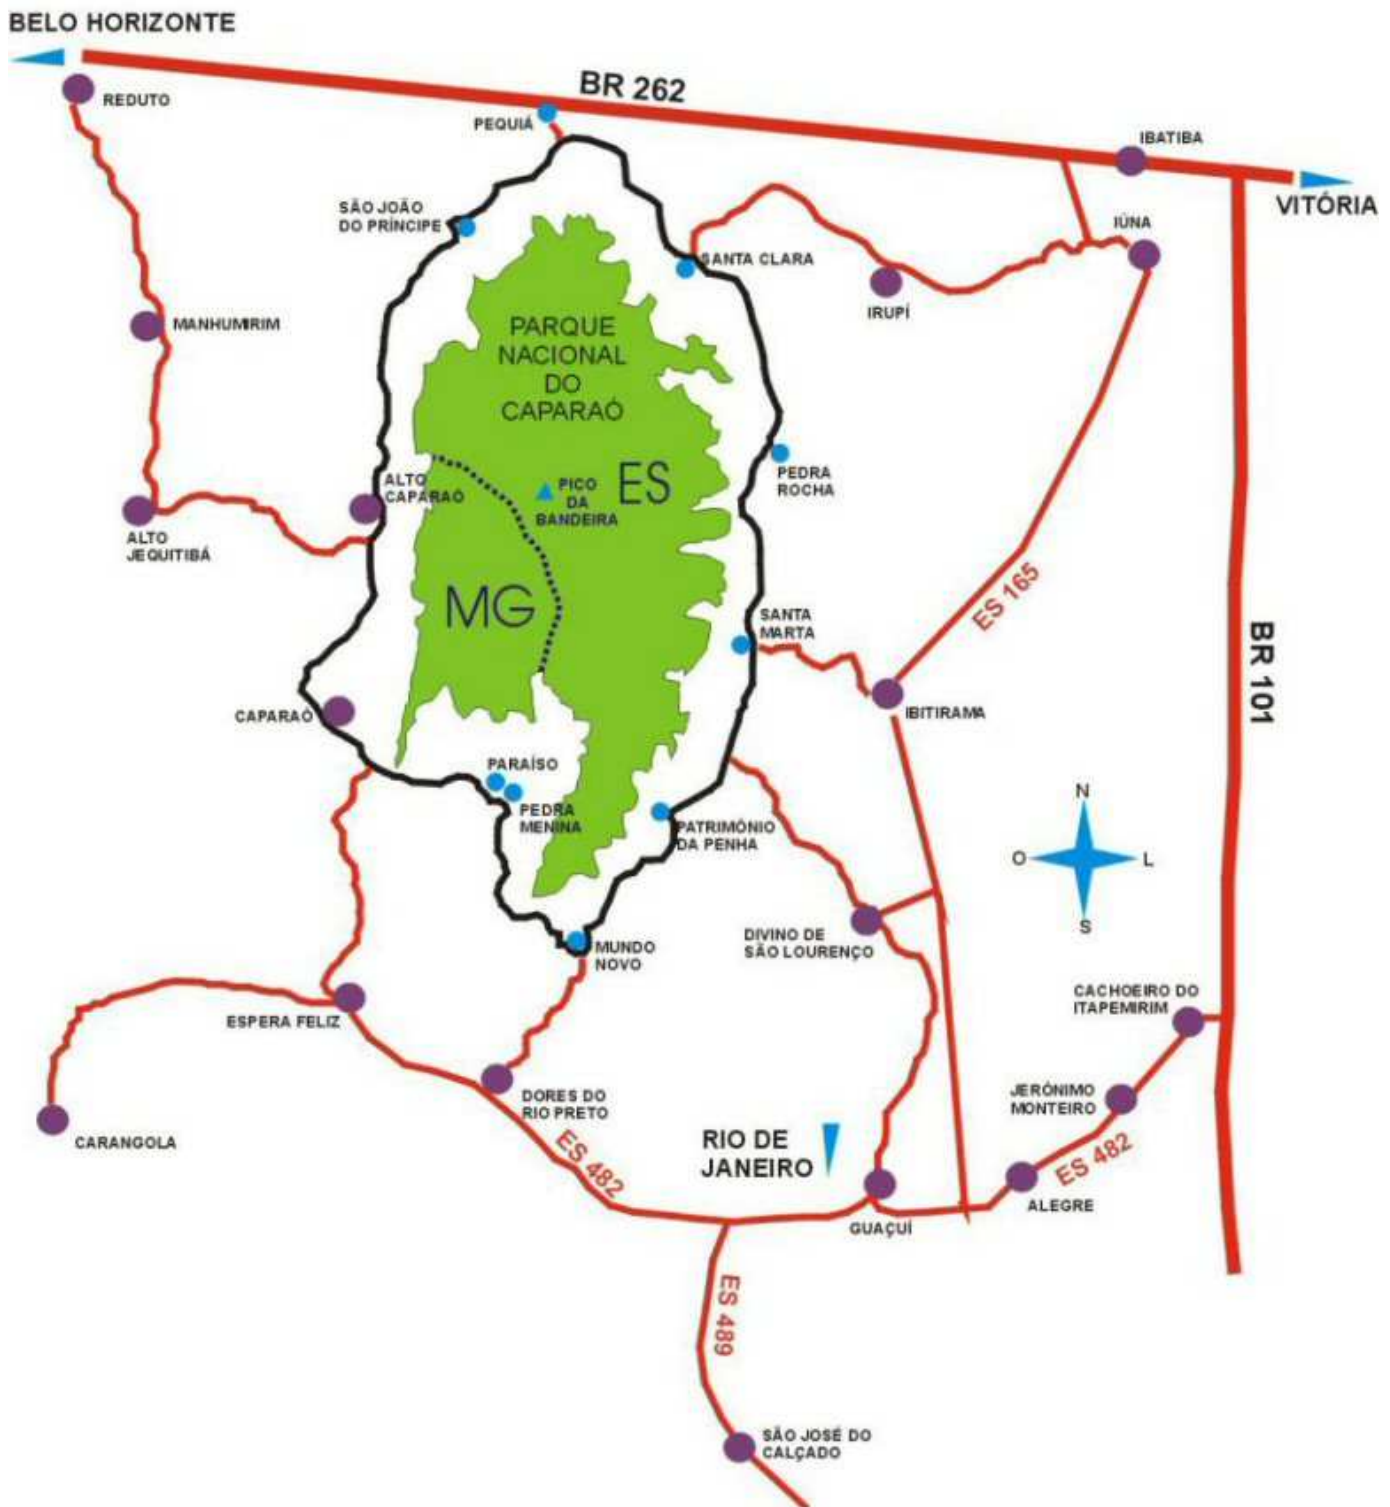 BELO HORIZONTE
BR 262
REDUTO
PEQUIÁ
IBATIBA
VITÓRIA
SÃO JOÃO
DO PRÍNCIPE
IÚNA
SANTA CLARA
IRUPÍ
MANHUMIRIM
PARQUE
NACIONAL
DO
CAPARAÓ
ALTO
CAPARAÓ
PICO
DA
BANDEIRA
ES
PEDRA
ROCHA
ALTO
JEQUITIBÁ
MG
SANTA
MARTA
ES 165
BR 101
CAPARAÓ
IBITIRAMA
PARAÍSO
PEDRA
MENINA
PATRIMÓNIO
DA PENHA
N
O
L
S
DIVINO DE
SÃO LOURENÇO
MUNDO
NOVO
CACHOEIRO DO
ITAPEMIRIM
ESPERA FELIZ
DORES DO
RIO PRETO
JERÓNIMO
MONTEIRO
CARANGOLA
ES 482
RIO DE
JANEIRO
ES 482
ALEGRE
GUAÇUÍ
ES 489
SÃO JOSÉ DO
CALÇADO